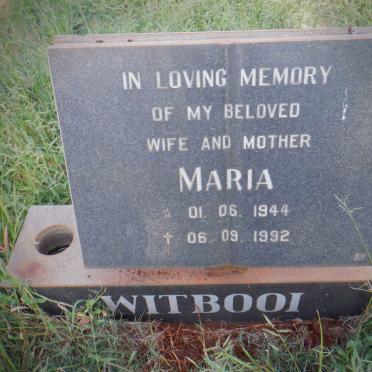 IN LOVING MEMORY
OF MY BELOVED
WIFE AND MOTHER
MARIA
☆ 01. 06. 1944
✝ 06. 09. 1992
WITBOOI